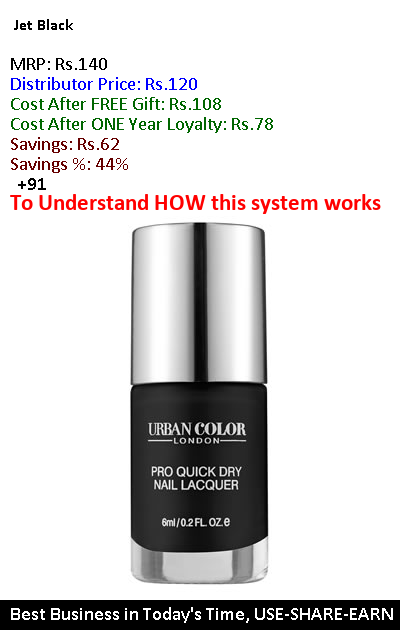 Jet Black
MRP: Rs.140
Distributor Price: Rs.120
Cost After FREE Gift: Rs.108
Cost After ONE Year Loyalty: Rs.78
Savings: Rs.62
Savings %: 44%
+91
To Understand HOW this system works
URBAN COLOR
LONDON
PRO QUICK DRY
NAIL LACQUER
6ml/0.2 FL. OZ.e
Best Business in Today's Time, USE-SHARE-EARN